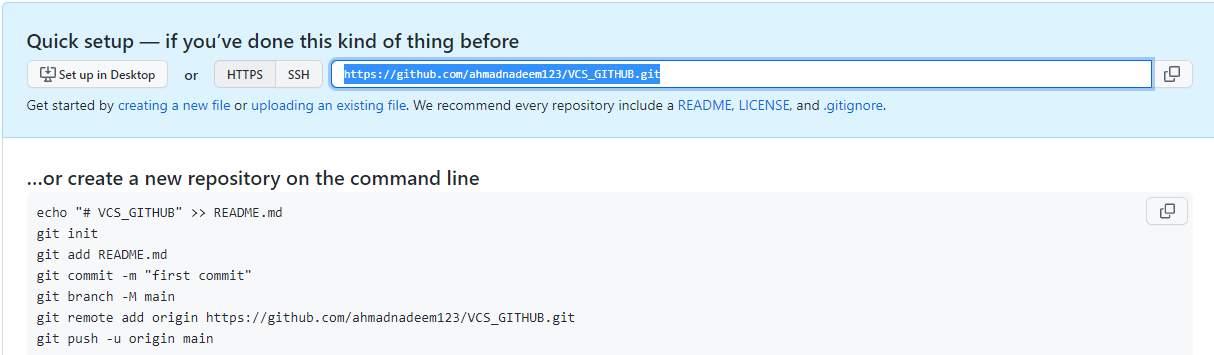 Quick setup — if you’ve done this kind of thing before
Set up in Desktop or HTTPS SSH https://github.com/ahmadnadeem123/VCS_GITHUB.git
Get started by creating a new file or uploading an existing file. We recommend every repository include a README, LICENSE, and .gitignore.
…or create a new repository on the command line
echo "# VCS_GITHUB" >> README.md
git init
git add README.md
git commit -m "first commit"
git branch -M main
git remote add origin https://github.com/ahmadnadeem123/VCS_GITHUB.git
git push -u origin main